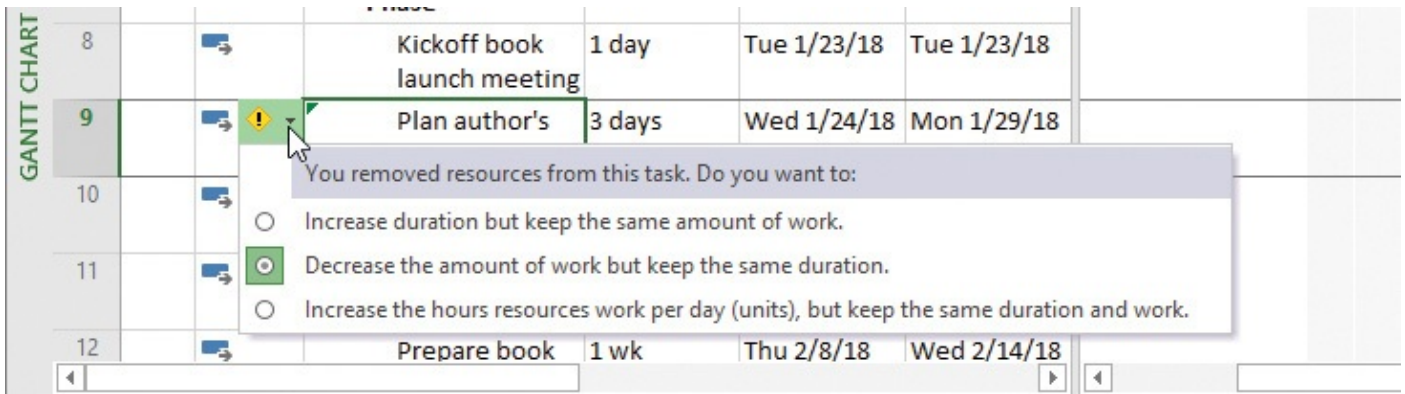 GANTT CHART
Phase
8 Kickoff book 1 day Tue 1/23/18 Tue 1/23/18
launch meeting
9 Plan author's 3 days Wed 1/24/18 Mon 1/29/18
You removed resources from this task. Do you want to:
10
Increase duration but keep the same amount of work.
11 Decrease the amount of work but keep the same duration.
Increase the hours resources work per day (units), but keep the same duration and work.
12 Prepare book 1 wk Thu 2/8/18 Wed 2/14/18